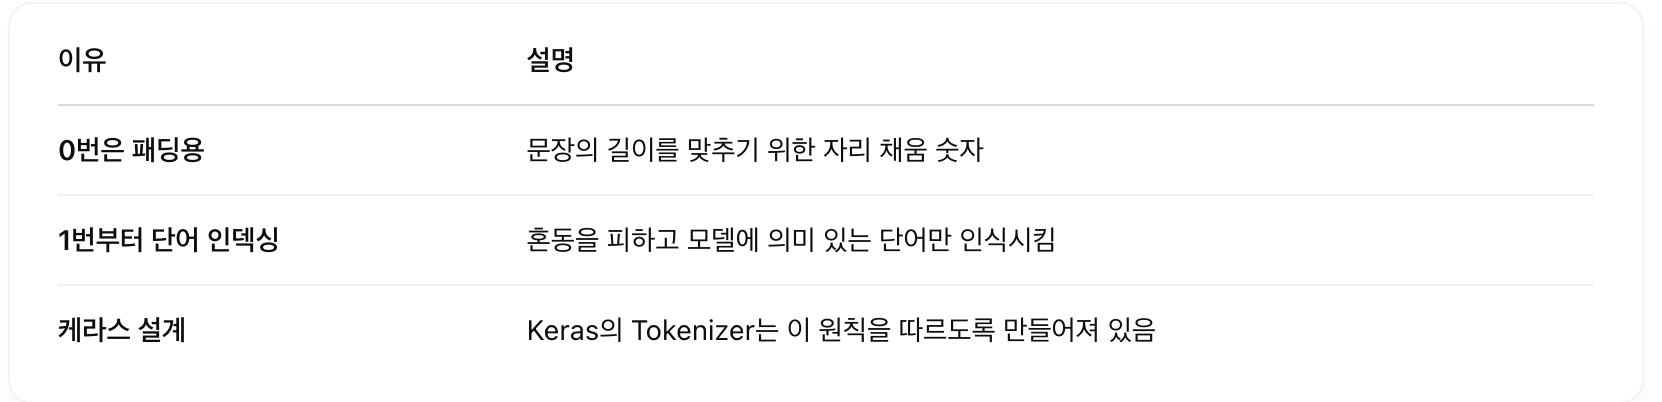 이유 설명
0번은 패딩용 문장의 길이를 맞추기 위한 자리 채움 숫자
1번부터 단어 인덱싱 혼동을 피하고 모델에 의미 있는 단어만 인식시킴
케라스 설계 Keras의 Tokenizer는 이 원칙을 따르도록 만들어져 있음